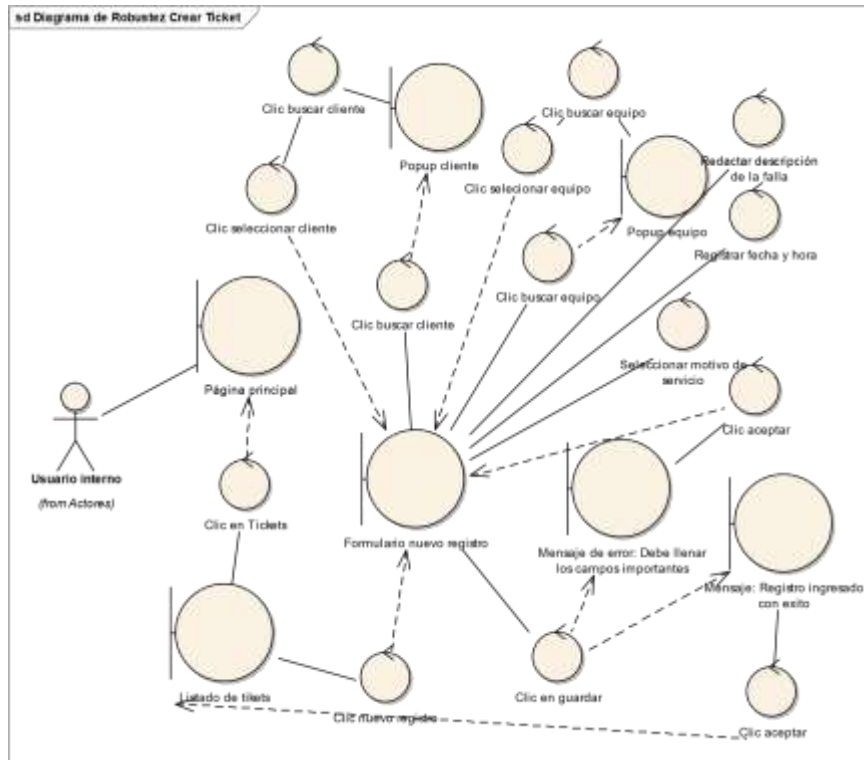 sd Diagrama de Robustez Crear Ticket
Clic buscar cliente
Popup cliente
Clic buscar equipo
Redactar descripción
de la falla
Clic selecionar equipo
Clic seleccionar cliente
Popup equipo
Registrar fecha y hora
Clic buscar equipo
Clic buscar cliente
Seleccionar motivo de
servicio
Página principal
Clic aceptar
Usuario interno
(from Actores)
Clic en Tickets
Formulario nuevo registro
Mensaje de error: Debe llenar
los campos importantes
Mensaje: Registro ingresado
con exito
Listado de tikets
Clic nuevo registro
Clic en guardar
Clic aceptar